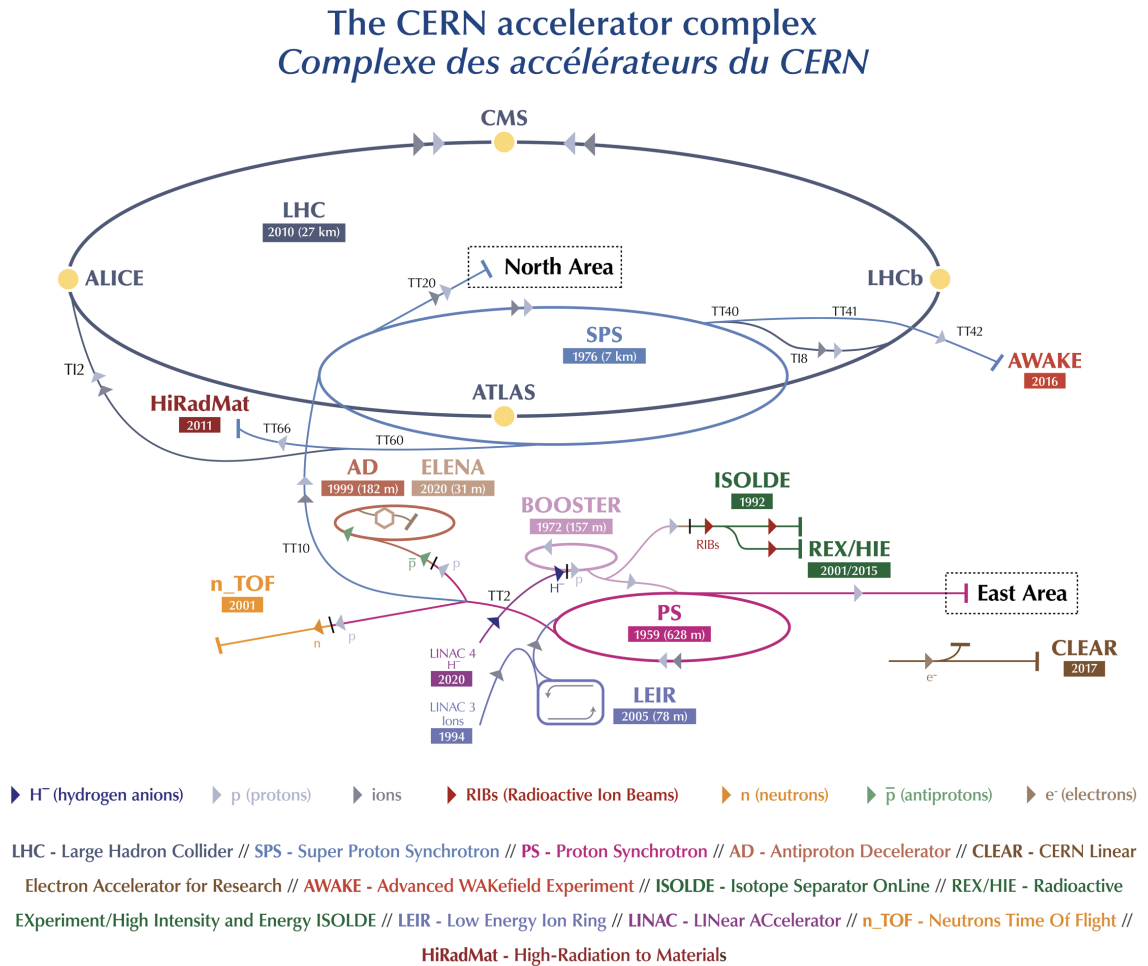 The CERN accelerator complex
Complexe des accélérateurs du CERN
CMS
LHC
2010 (27 km)
North Area
ALICE
LHCb
TT20
TT40
TT41
SPS
TT42
1976 (7 km)
TI8
AWAKE
TI2
2016
ATLAS
HiRadMat
2011
TT66
TT60
AD
ELENA
1999 (182 m)
2020 (31 m)
ISOLDE
1992
BOOSTER
1972 (157 m)
RIBs
REX/HIE
2001/2015
TT10
p̅
p
p
H⁻
n_TOF
2001
TT2
East Area
PS
1959 (628 m)
n
p
LINAC 4
H⁻
2020
CLEAR
2017
e⁻
LINAC 3
Ions
1994
LEIR
2005 (78 m)
H⁻ (hydrogen anions)
p (protons)
ions
RIBs (Radioactive Ion Beams)
n (neutrons)
p̅ (antiprotons)
e⁻ (electrons)
LHC - Large Hadron Collider // SPS - Super Proton Synchrotron // PS - Proton Synchrotron // AD - Antiproton Decelerator // CLEAR - CERN Linear
Electron Accelerator for Research // AWAKE - Advanced WAKefield Experiment // ISOLDE - Isotope Separator OnLine // REX/HIE - Radioactive
EXperiment/High Intensity and Energy ISOLDE // LEIR - Low Energy Ion Ring // LINAC - LINear ACcelerator // n_TOF - Neutrons Time Of Flight //
HiRadMat - High-Radiation to Materials